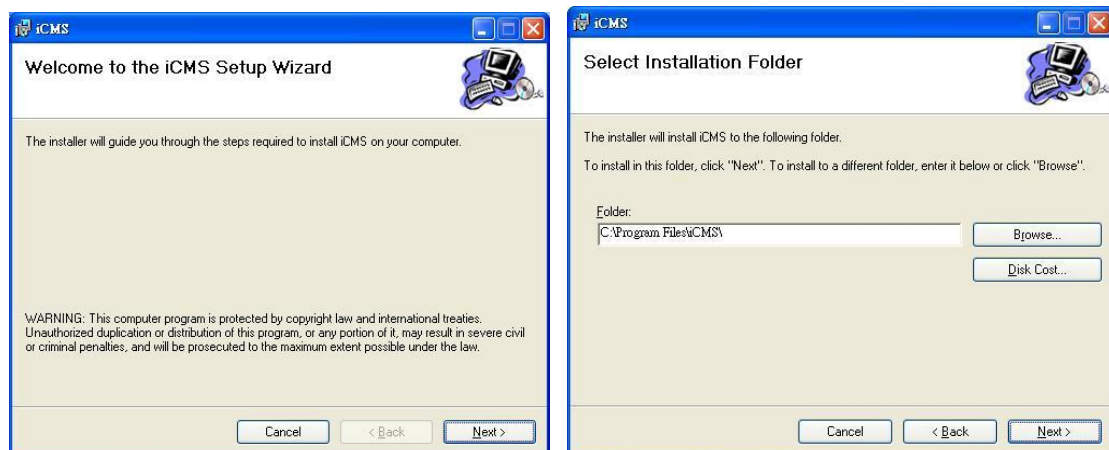 iCMS
Welcome to the iCMS Setup Wizard
The installer will guide you through the steps required to install iCMS on your computer.
WARNING: This computer program is protected by copyright law and international treaties.
Unauthorized duplication or distribution of this program, or any portion of it, may result in severe civil
or criminal penalties, and will be prosecuted to the maximum extent possible under the law.
Cancel
< Back
Next >
iCMS
Select Installation Folder
The installer will install iCMS to the following folder.
To install in this folder, click "Next". To install to a different folder, enter it below or click "Browse".
Folder:
C:\Program Files\iCMS\
Browse...
Disk Cost...
Cancel
< Back
Next >